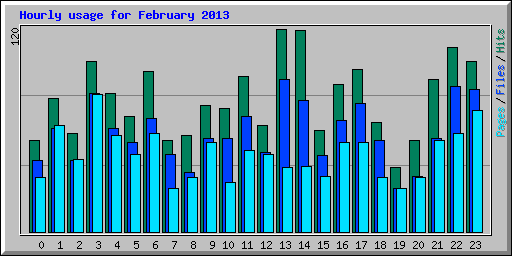 Hourly usage for February 2013
120
Pages/Files/Hits
0 1 2 3 4 5 6 7 8 9 10 11 12 13 14 15 16 17 18 19 20 21 22 23